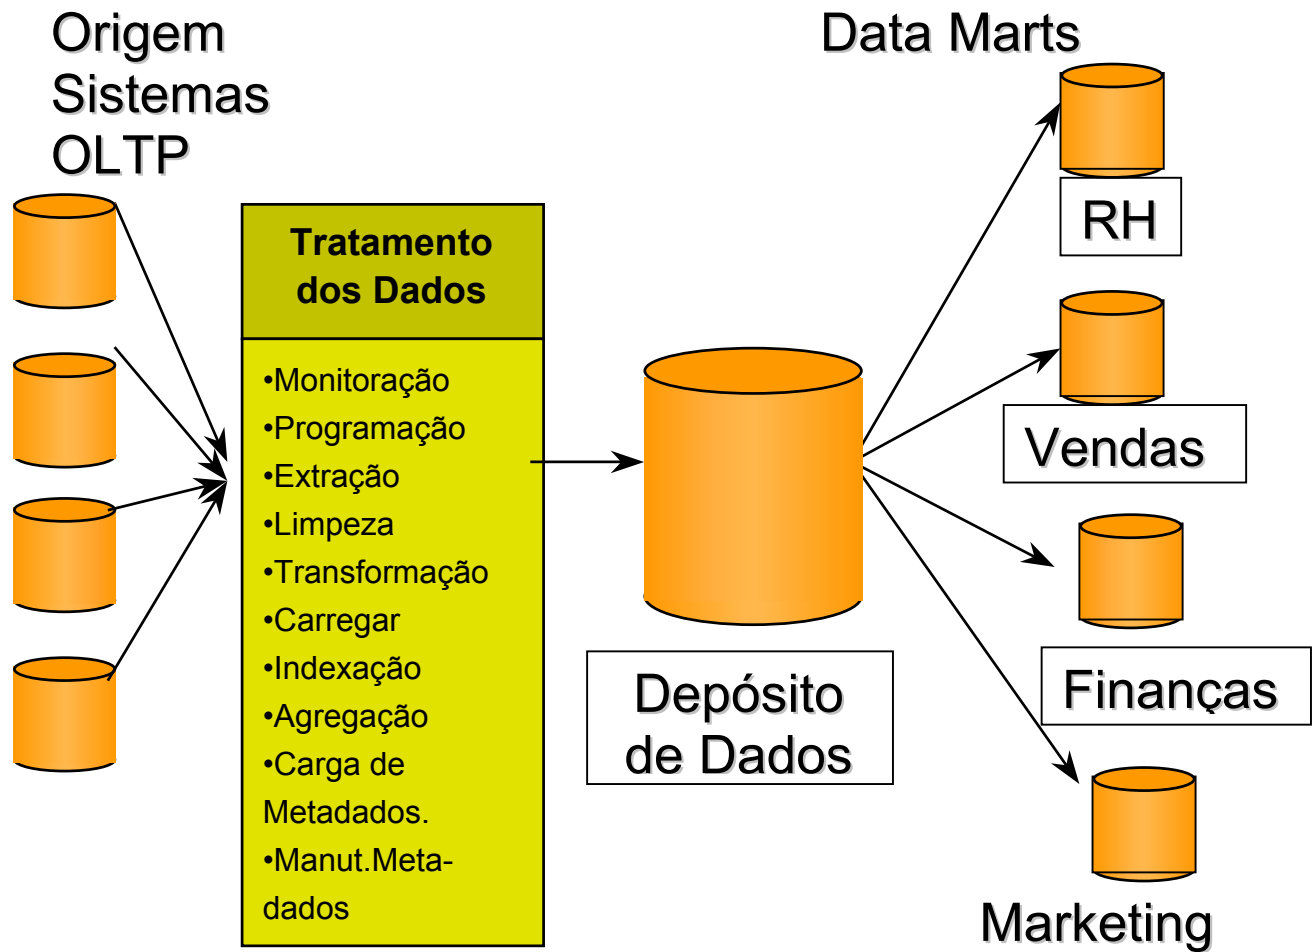 Origem
Sistemas
OLTP
Tratamento
dos Dados
•Monitoração
•Programação
•Extração
•Limpeza
•Transformação
•Carregar
•Indexação
•Agregação
•Carga de
Metadados.
•Manut.Meta-
dados
Depósito
de Dados
Data Marts
RH
Vendas
Finanças
Marketing